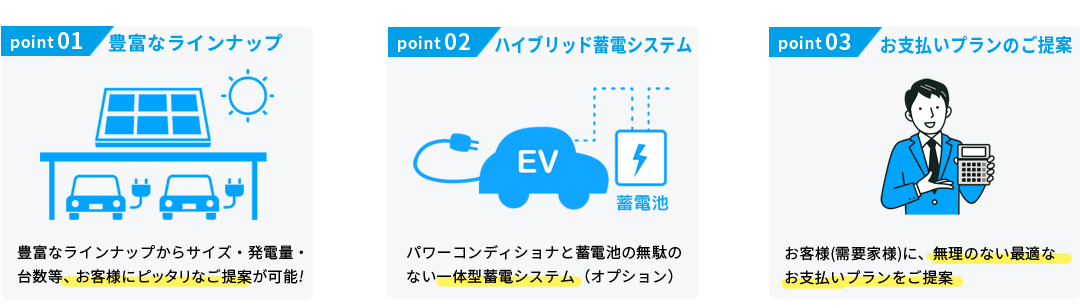 point 01 豊富なラインナップ
豊富なラインナップからサイズ・発電量・
台数等、お客様にピッタリなご提案が可能!
point 02 ハイブリッド蓄電システム
EV
蓄電池
パワーコンディショナと蓄電池の無駄の
ない一体型蓄電システム（オプション）
point 03 お支払いプランのご提案
お客様(需要家様)に、無理のない最適な
お支払いプランをご提案